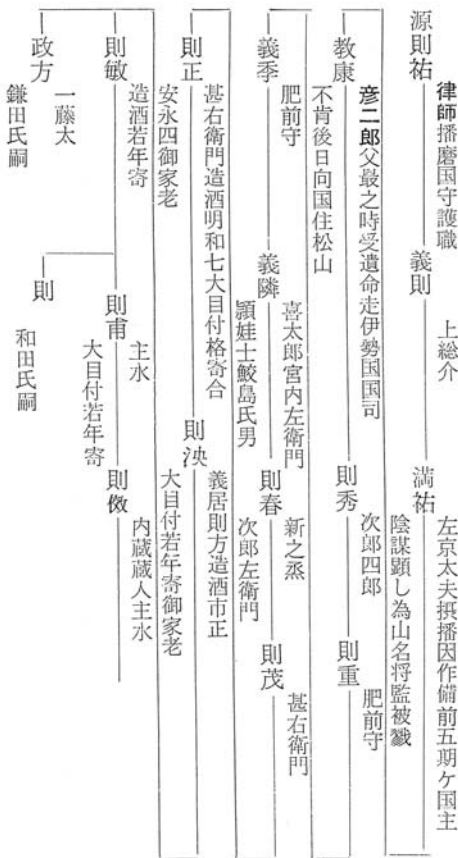 源則祐
律師播磨国守護職
義則
上総介
満祐
左京太夫摂播因作備前五期ケ国主
陰謀顕し為山名将監被戮
教康
彦二郎父最之時受遺命走伊勢国国司
不肯後日向国住松山
則秀
次郎四郎
則重
肥前守
義季
肥前守
義隣
喜太郎宮内左衛門
頴娃士鮫島氏男
則春
新之烝
次郎左衛門
則茂
甚右衛門
則正
甚右衛門造酒明和七大目付格寄合
安永四御家老
則泱
義居則方造酒市正
大目付若年寄御家老
則敏
造酒若年寄
則甫
主水
大目付若年寄
則
内蔵蔵人主水
則
和田氏嗣
政方
一藤太
鎌田氏嗣